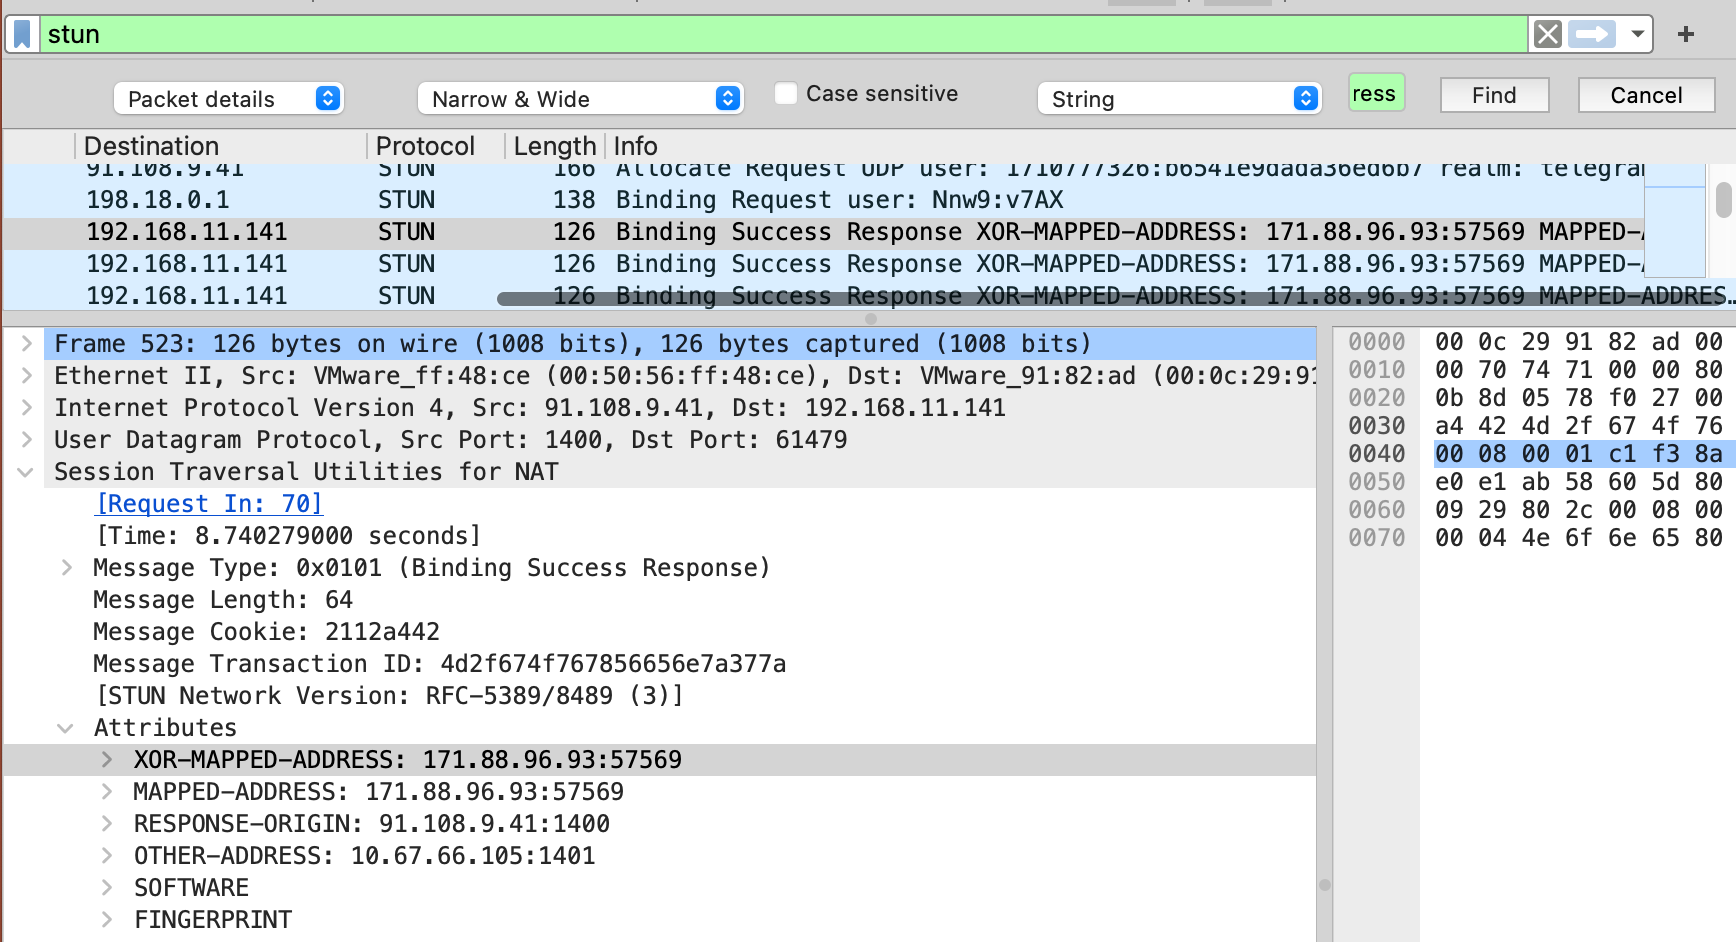 stun
+
Packet details
Narrow & Wide
Case sensitive
String
ress
Find
Cancel
Destination Protocol Length Info
91.108.9.41 STUN 166 Allocate Request UDP user: 1710777326:b6541e9dada36ed6b7 realm: telegra
198.18.0.1 STUN 138 Binding Request user: Nnw9:v7AX
192.168.11.141 STUN 126 Binding Success Response XOR-MAPPED-ADDRESS: 171.88.96.93:57569 MAPPED-
192.168.11.141 STUN 126 Binding Success Response XOR-MAPPED-ADDRESS: 171.88.96.93:57569 MAPPED-
192.168.11.141 STUN 126 Binding Success Response XOR-MAPPED-ADDRESS: 171.88.96.93:57569 MAPPED-ADDRES…
Frame 523: 126 bytes on wire (1008 bits), 126 bytes captured (1008 bits)
Ethernet II, Src: VMware_ff:48:ce (00:50:56:ff:48:ce), Dst: VMware_91:82:ad (00:0c:29:91
Internet Protocol Version 4, Src: 91.108.9.41, Dst: 192.168.11.141
User Datagram Protocol, Src Port: 1400, Dst Port: 61479
Session Traversal Utilities for NAT
[Request In: 70]
[Time: 8.740279000 seconds]
Message Type: 0x0101 (Binding Success Response)
Message Length: 64
Message Cookie: 2112a442
Message Transaction ID: 4d2f674f767856656e7a377a
[STUN Network Version: RFC-5389/8489 (3)]
Attributes
XOR-MAPPED-ADDRESS: 171.88.96.93:57569
MAPPED-ADDRESS: 171.88.96.93:57569
RESPONSE-ORIGIN: 91.108.9.41:1400
OTHER-ADDRESS: 10.67.66.105:1401
SOFTWARE
FINGERPRINT
0000 00 0c 29 91 82 ad 00
0010 00 70 74 71 00 00 80
0020 0b 8d 05 78 f0 27 00
0030 a4 42 4d 2f 67 4f 76
0040 00 08 00 01 c1 f3 8a
0050 e0 e1 ab 58 60 5d 80
0060 09 29 80 2c 00 08 00
0070 00 04 4e 6f 6e 65 80